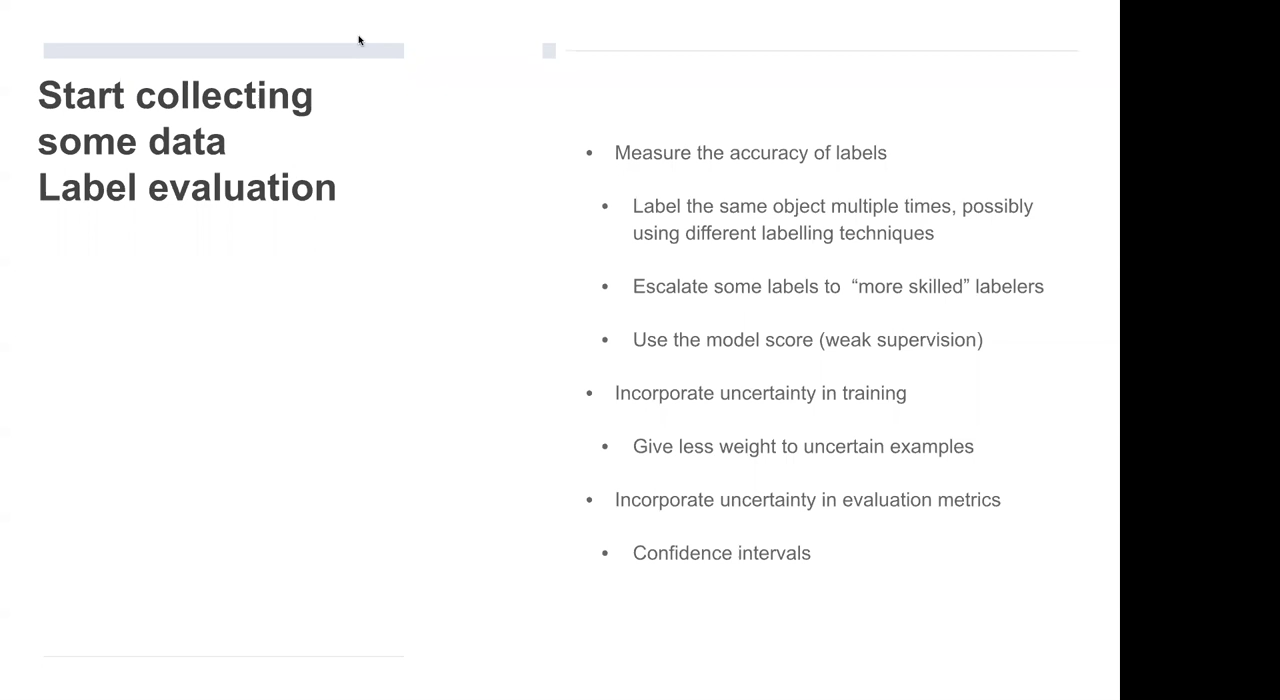 Start collecting
some data
Label evaluation
• Measure the accuracy of labels
• Label the same object multiple times, possibly
using different labelling techniques
• Escalate some labels to “more skilled” labelers
• Use the model score (weak supervision)
• Incorporate uncertainty in training
• Give less weight to uncertain examples
• Incorporate uncertainty in evaluation metrics
• Confidence intervals